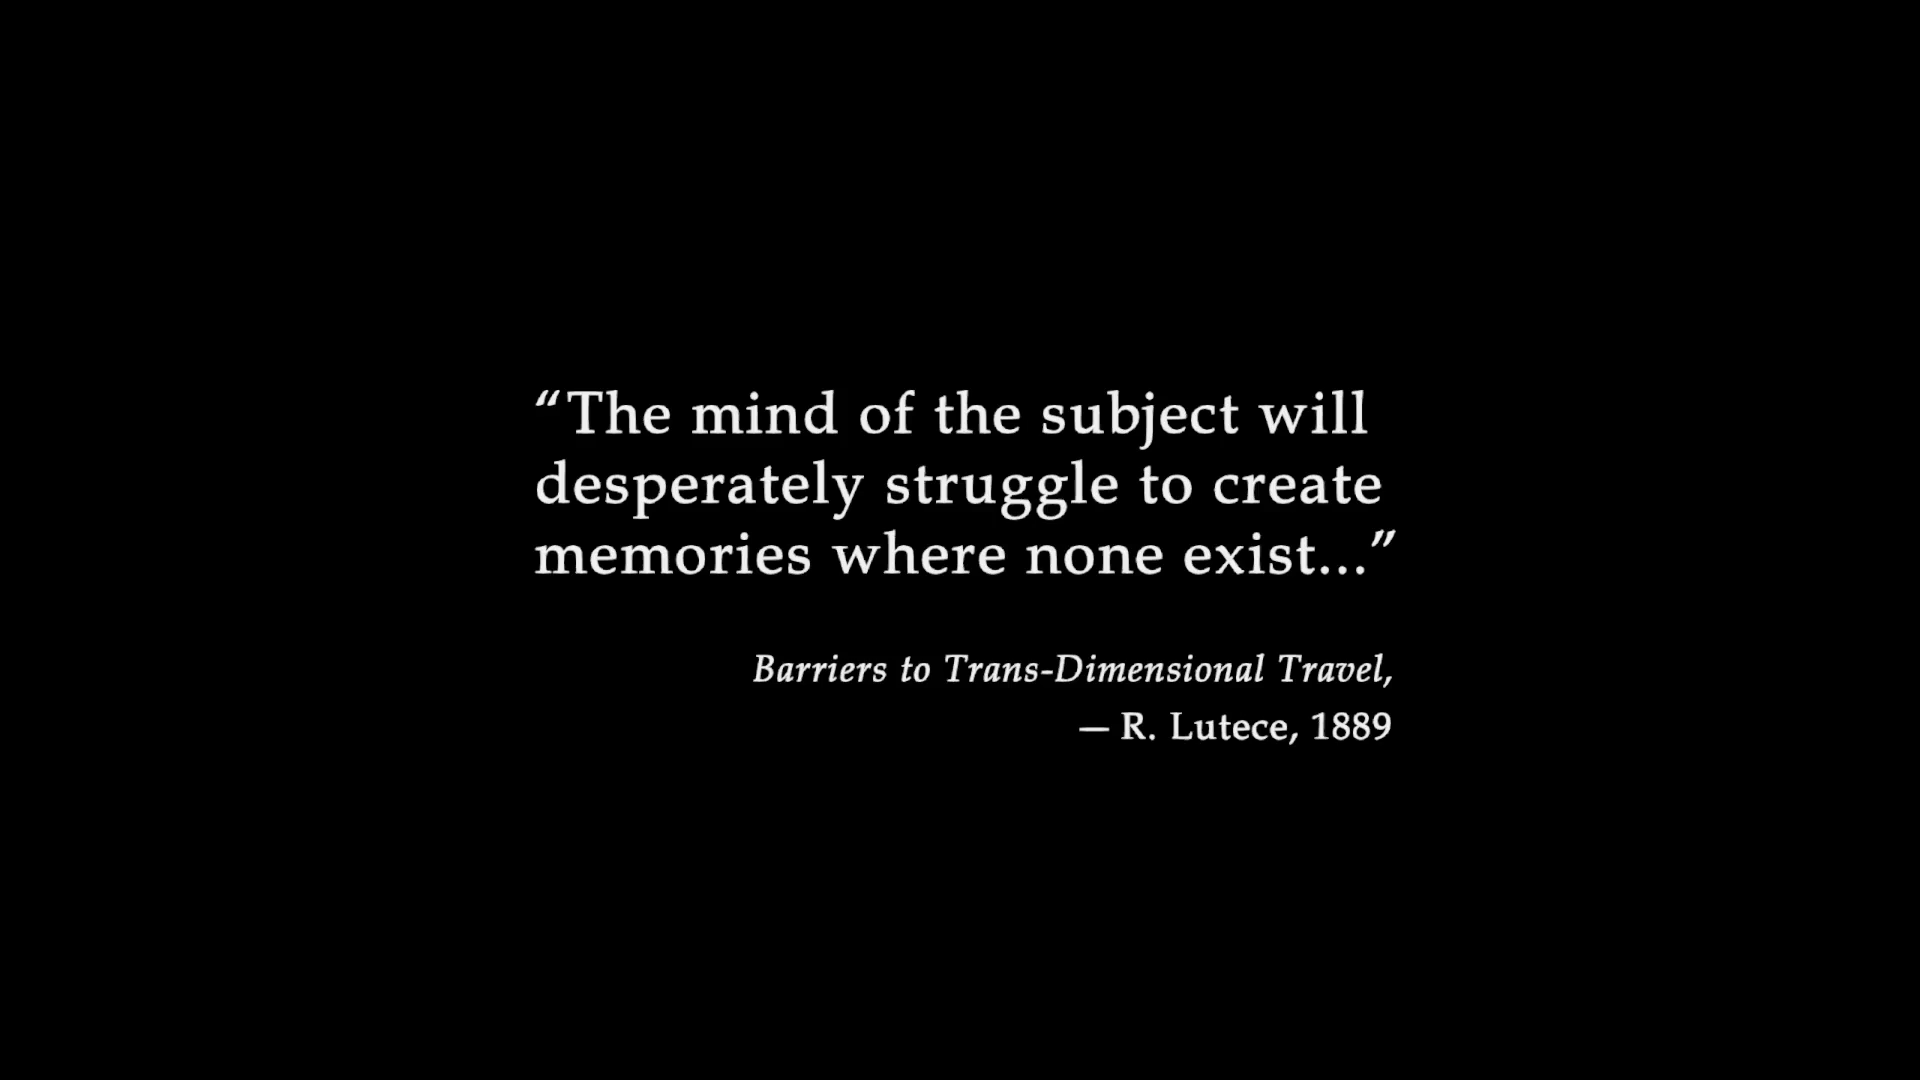 “The mind of the subject will
desperately struggle to create
memories where none exist...”
Barriers to Trans-Dimensional Travel,
— R. Lutece, 1889